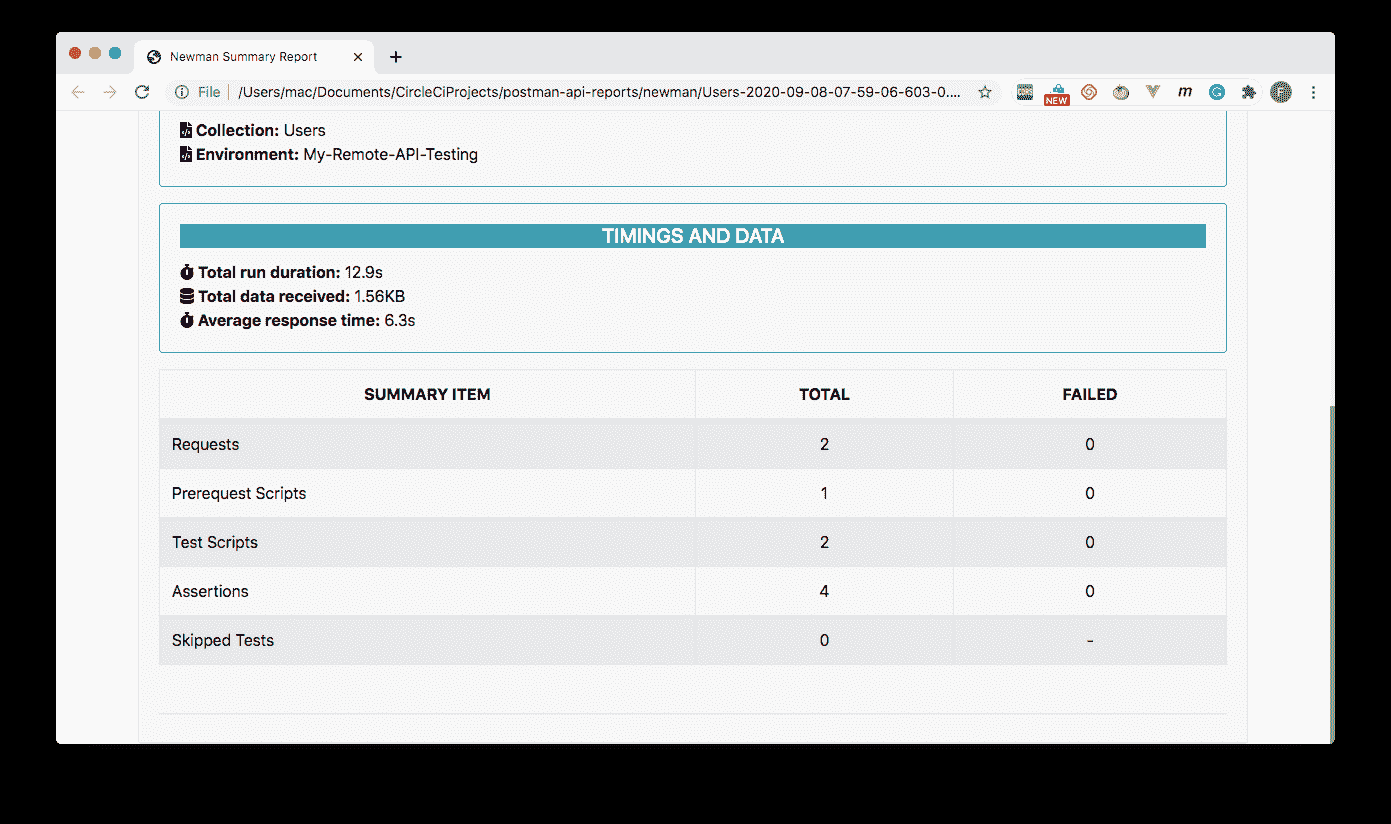 Newman Summary Report
File /Users/mac/Documents/CircleCiProjects/postman-api-reports/newman/Users-2020-09-08-07-59-06-603-0....
NEW
m
Collection: Users
Environment: My-Remote-API-Testing
TIMINGS AND DATA
Total run duration: 12.9s
Total data received: 1.56KB
Average response time: 6.3s
SUMMARY ITEM TOTAL FAILED
Requests 2 0
Prerequest Scripts 1 0
Test Scripts 2 0
Assertions 4 0
Skipped Tests 0 -